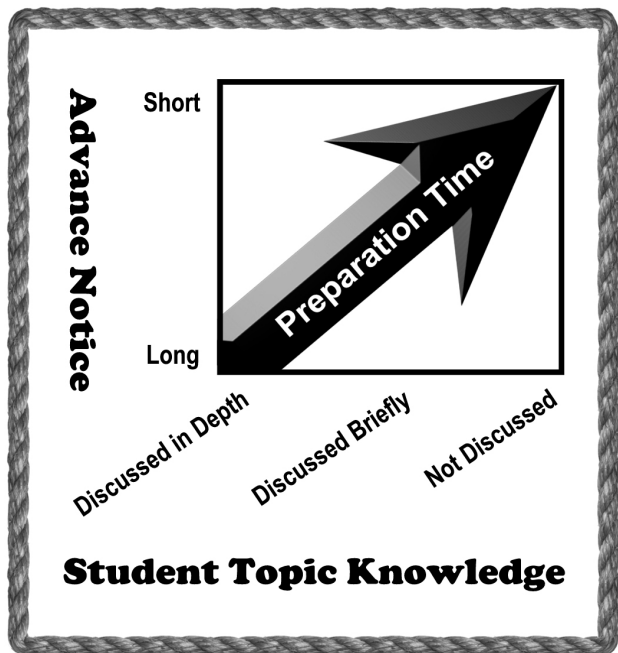 Advance Notice
Short
Long
Preparation Time
Discussed in Depth
Discussed Briefly
Not Discussed
Student Topic Knowledge